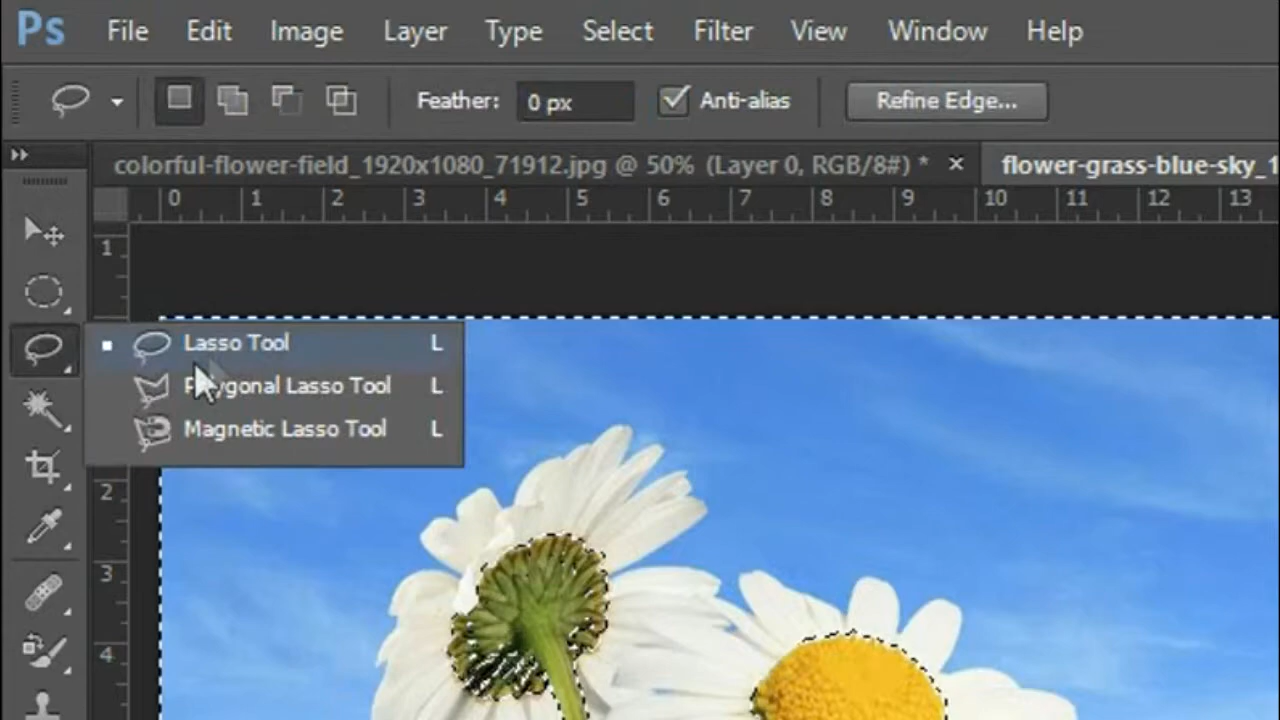 Ps File Edit Image Layer Type Select Filter View Window Help
Feather: 0 px Anti-alias Refine Edge...
colorful-flower-field_1920x1080_71912.jpg @ 50% (Layer 0, RGB/8#) * × flower-grass-blue-sky_1
0 1 2 3 4 5 6 7 8 9 10 11 12 13
1
Lasso Tool L
Polygonal Lasso Tool L
Magnetic Lasso Tool L
2
3
4